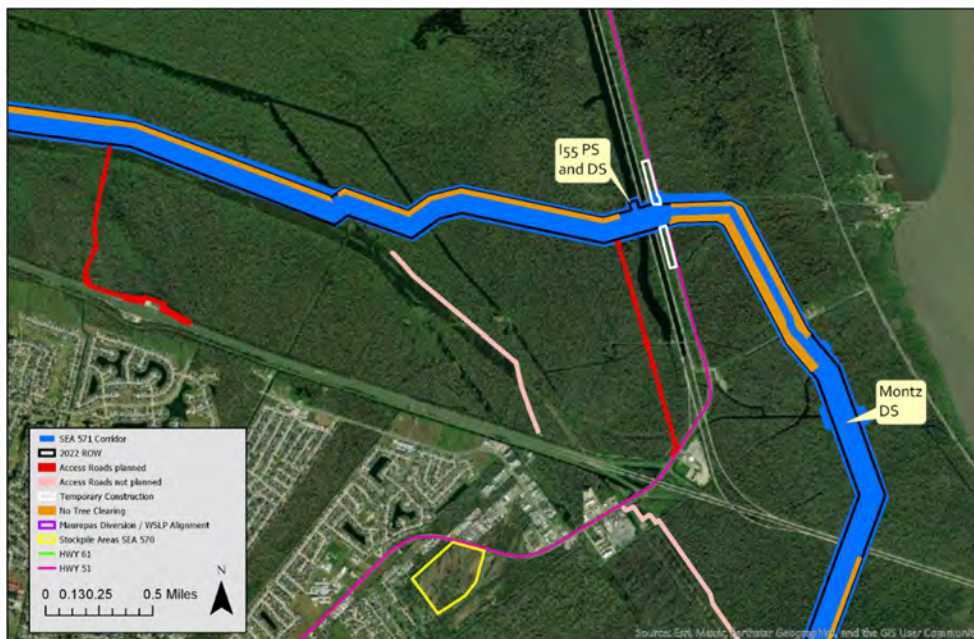 I55 PS
and DS
Montz
DS
SEA 571 Corridor
2022 ROW
Access Roads planned
Access Roads not planned
Temporary Construction
No Tree Clearing
Maurepas Diversion / WSLP Alignment
Stockpile Areas SEA 570
HWY 61
HWY 51
N
0 0.130.25 0.5 Miles
Source: Esri, Maxar, Earthstar Geographics, and the GIS User Commun